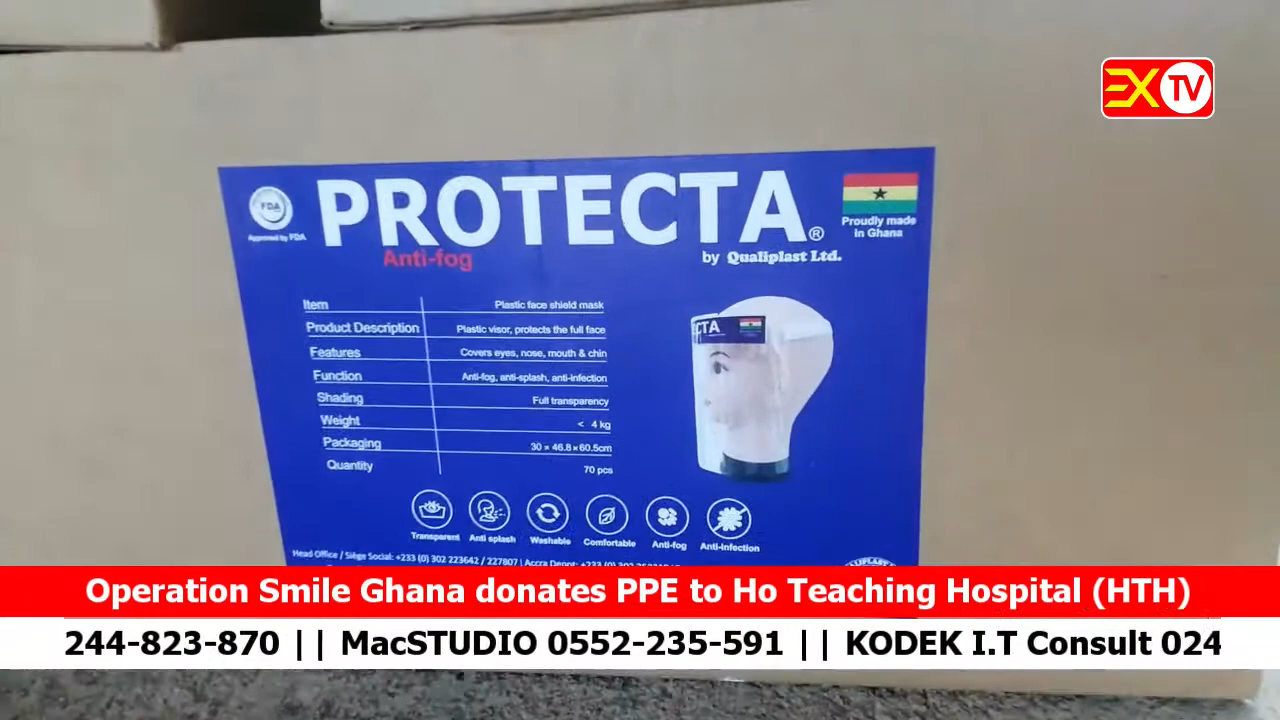 EX TV
FDA
Approved by FDA
PROTECTA®
Anti-fog
by Qualiplast Ltd.
Proudly made
in Ghana
Item Plastic face shield mask
Product Description Plastic visor, protects the full face
Features Covers eyes, nose, mouth & chin
Function Anti-fog, anti-splash, anti-infection
Shading Full transparency
Weight < 4 kg
Packaging 30 × 46.8 × 60.5cm
Quantity 70 pcs
CTA
Transparent Anti splash Washable Comfortable Anti-fog Anti-infection
Head Office / Siège Social: +233 (0) 302 223642 / 227807 \ Accra Depot: +233 (0) 302
Operation Smile Ghana donates PPE to Ho Teaching Hospital (HTH)
244-823-870 || MacSTUDIO 0552-235-591 || KODEK I.T Consult 024